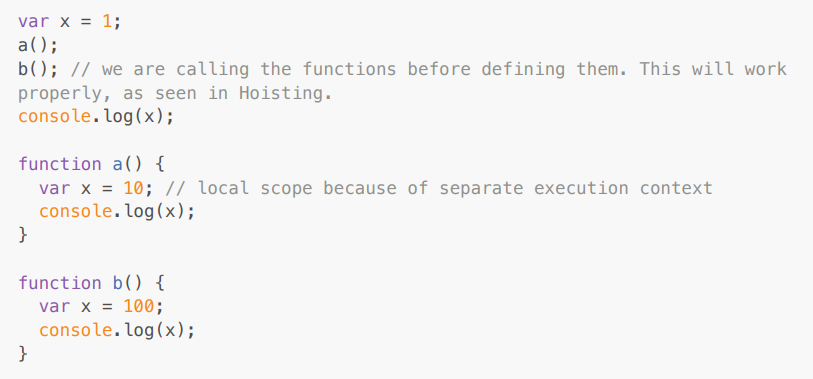 var x = 1;
a();
b(); // we are calling the functions before defining them. This will work
properly, as seen in Hoisting.
console.log(x);

function a() {
  var x = 10; // local scope because of separate execution context
  console.log(x);
}

function b() {
  var x = 100;
  console.log(x);
}